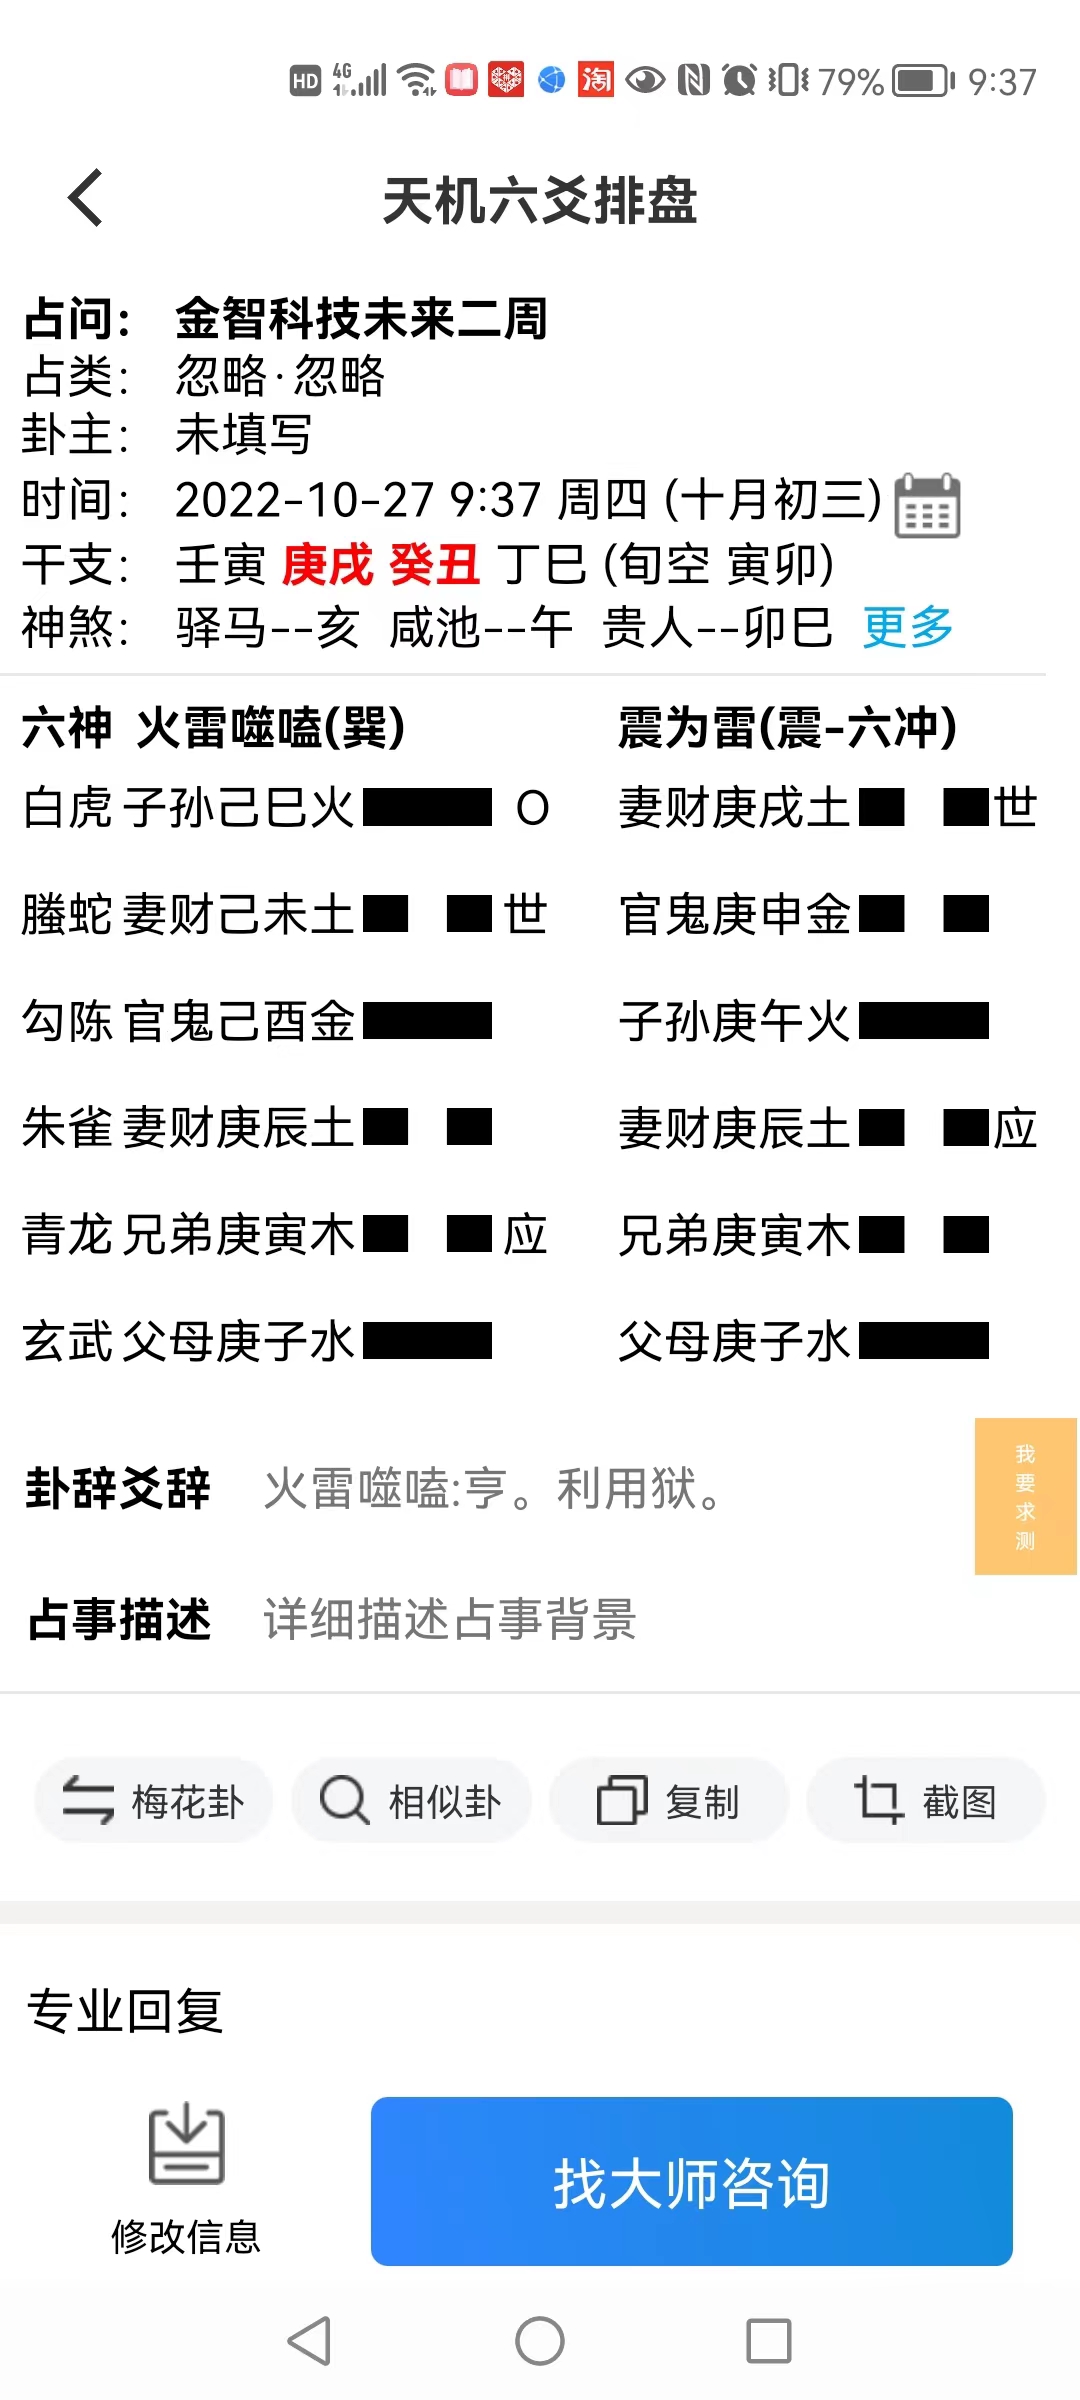 HD 4G 1 淘 79% 9:37
天机六爻排盘
占问： 金智科技未来二周
占类： 忽略·忽略
卦主： 未填写
时间： 2022-10-27 9:37 周四 (十月初三)
干支： 壬寅 庚戌 癸丑 丁巳 (旬空 寅卯)
神煞： 驿马--亥 咸池--午 贵人--卯巳 更多
六神 火雷噬嗑(巽) 震为雷(震-六冲)
白虎 子孙己巳火 O 妻财庚戌土 世
螣蛇 妻财己未土 世 官鬼庚申金
勾陈 官鬼己酉金 子孙庚午火
朱雀 妻财庚辰土 妻财庚辰土 应
青龙 兄弟庚寅木 应 兄弟庚寅木
玄武 父母庚子水 父母庚子水
我要求测
卦辞爻辞 火雷噬嗑:亨。利用狱。
占事描述 详细描述占事背景
梅花卦 相似卦 复制 截图
专业回复
修改信息 找大师咨询